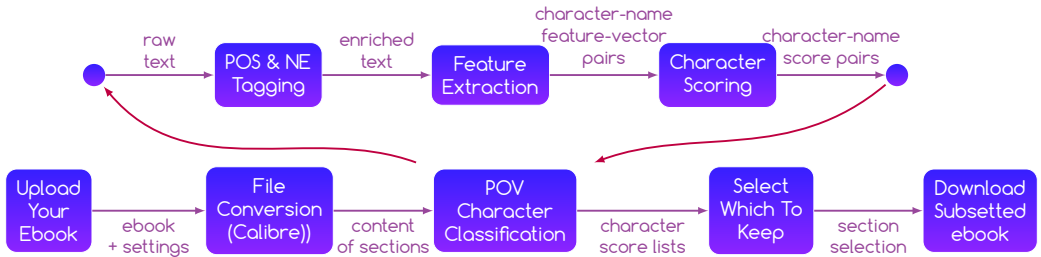 raw
text
POS & NE
Tagging
enriched
text
Feature
Extraction
character-name
feature-vector
pairs
Character
Scoring
character-name
score pairs
Upload
Your
Ebook
ebook
+ settings
File
Conversion
(Calibre))
content
of sections
POV
Character
Classification
character
score lists
Select
Which To
Keep
section
selection
Download
Subsetted
ebook